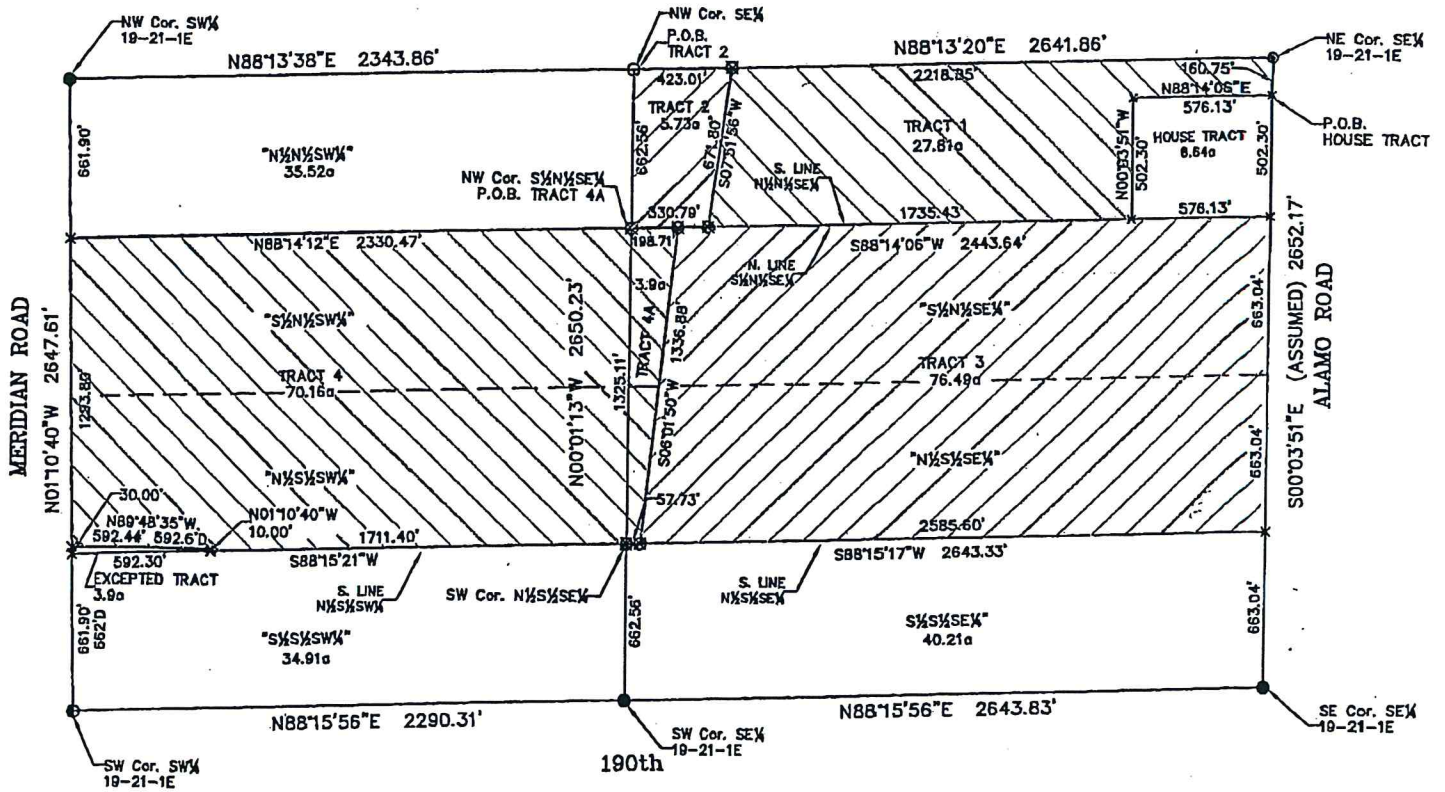 NW Cor. SW¼
19-21-1E
N88°13'38"E 2343.86'
NW Cor. SE¼
P.O.B.
TRACT 2
N88°13'20"E 2641.86'
NE Cor. SE¼
19-21-1E
423.01'
2218.85'
160.75'
N88°14'06"E
576.13'
P.O.B.
HOUSE TRACT
661.90'
"N½N½SW¼"
35.52a
662.56'
TRACT 2
5.73a
671.80'
S07°51'56"W
TRACT 1
27.81a
N00°03'51"W
502.30'
HOUSE TRACT
6.64a
502.30'
NW Cor. S½N½SE¼
P.O.B. TRACT 4A
S. LINE
N½N½SE¼
330.79'
1735.43'
576.13'
N88°14'12"E 2330.47'
198.71
S88°14'06"W 2443.64'
N. LINE
S½N½SE¼
MERIDIAN ROAD
N01°10'40"W 2647.61'
1293.80
"S½N½SW¼"
TRACT 4
70.16a
"N½S½SW¼"
N00°01'13"W 2650.23'
1325.11'
3.9a
TRACT 4A
1336.88'
S06°01'50"W
57.73'
"S½N½SE¼"
TRACT 3
76.49a
"N½S½SE¼"
663.04'
663.04'
S00°03'51"E (ASSUMED) 2652.17'
ALAMO ROAD
30.00'
N89°48'35"W
592.44' 592.6'D
N01°10'40"W
10.00'
1711.40'
2585.60'
592.30'
S88°15'21"W
S88°15'17"W 2643.33'
EXCEPTED TRACT
3.9a
S. LINE
N½S½SW¼
SW Cor. N½S½SE¼
S. LINE
N½S½SE¼
661.90'
662'D
"S½S½SW¼"
34.91a
662.56'
S½S½SE¼"
40.21a
663.04'
N88°15'56"E 2290.31'
N88°15'56"E 2643.83'
SW Cor. SW¼
19-21-1E
SW Cor. SE¼
19-21-1E
SE Cor. SE¼
19-21-1E
190th